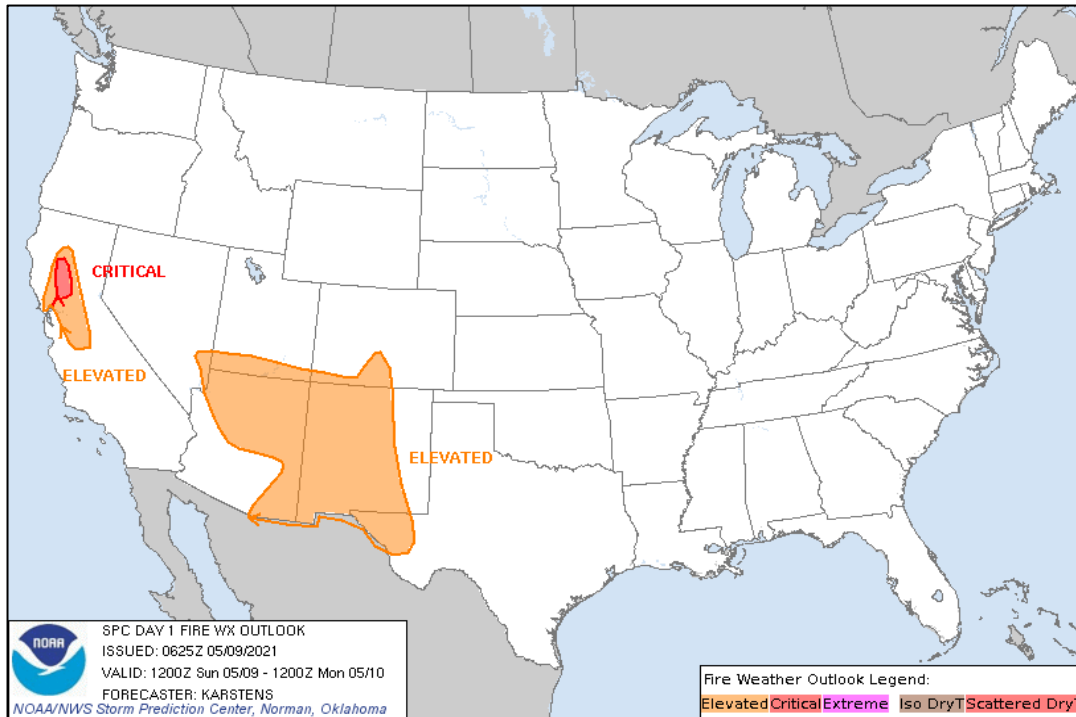 CRITICAL
ELEVATED
ELEVATED
NOAA
SPC DAY 1 FIRE WX OUTLOOK
ISSUED: 0625Z 05/09/2021
VALID: 1200Z Sun 05/09 - 1200Z Mon 05/10
FORECASTER: KARSTENS
NOAA/NWS Storm Prediction Center, Norman, Oklahoma
Fire Weather Outlook Legend:
Elevated Critical Extreme Iso DryT Scattered DryT